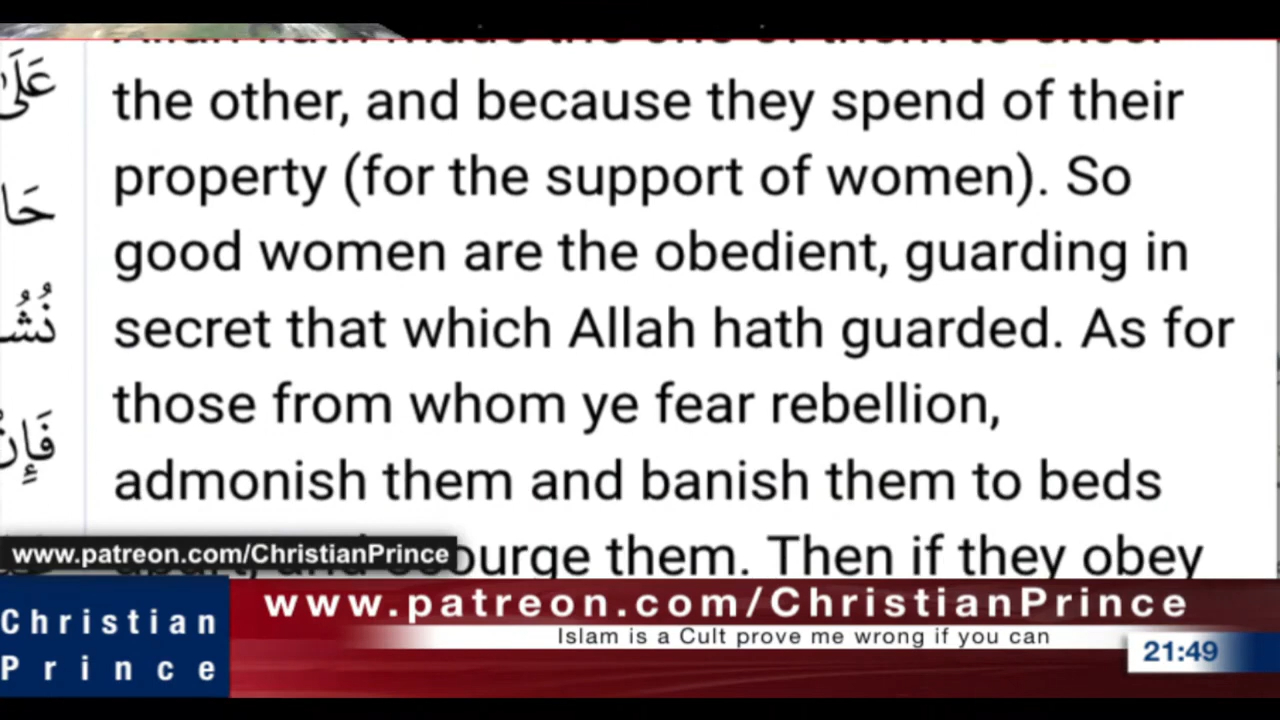 the other, and because they spend of their
property (for the support of women). So
good women are the obedient, guarding in
secret that which Allah hath guarded. As for
those from whom ye fear rebellion,
admonish them and banish them to beds
them. Then if they obey
عَلَىٰ
حَا
نُشُ
فَإِن
www.patreon.com/ChristianPrince
www.patreon.com/ChristianPrince
Islam is a Cult prove me wrong if you can
Christian
Prince
21:49